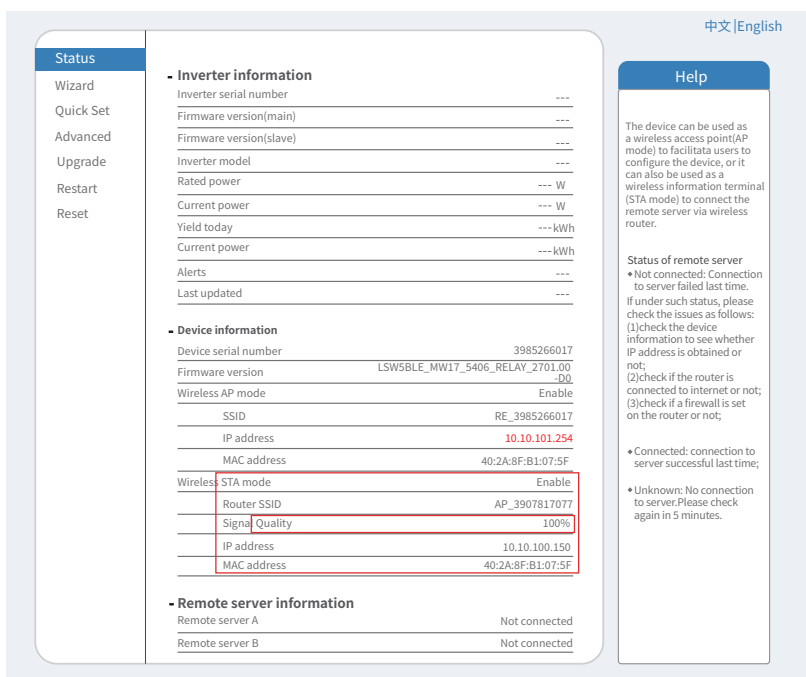 中文|English
Status
Wizard
Quick Set
Advanced
Upgrade
Restart
Reset
- Inverter information
Inverter serial number ---
Firmware version(main) ---
Firmware version(slave) ---
Inverter model ---
Rated power --- W
Current power --- W
Yield today ---kWh
Current power ---kWh
Alerts ---
Last updated ---
- Device information
Device serial number 3985266017
Firmware version LSW5BLE_MW17_5406_RELAY_2701.00
-D0
Wireless AP mode Enable
SSID RE_3985266017
IP address 10.10.101.254
MAC address 40:2A:8F:B1:07:5F
Wireless STA mode Enable
Router SSID AP_3907817077
Signal Quality 100%
IP address 10.10.100.150
MAC address 40:2A:8F:B1:07:5F
- Remote server information
Remote server A Not connected
Remote server B Not connected
Help
The device can be used as
a wireless access point(AP
mode) to facilitata users to
configure the device, or it
can also be used as a
wireless information terminal
(STA mode) to connect the
remote server via wireless
router.
Status of remote server
◆Not connected: Connection
to server failed last time.
If under such status, please
check the issues as follows:
(1)check the device
information to see whether
IP address is obtained or
not;
(2)check if the router is
connected to internet or not;
(3)check if a firewall is set
on the router or not;
◆Connected: connection to
server successful last time;
◆Unknown: No connection
to server.Please check
again in 5 minutes.